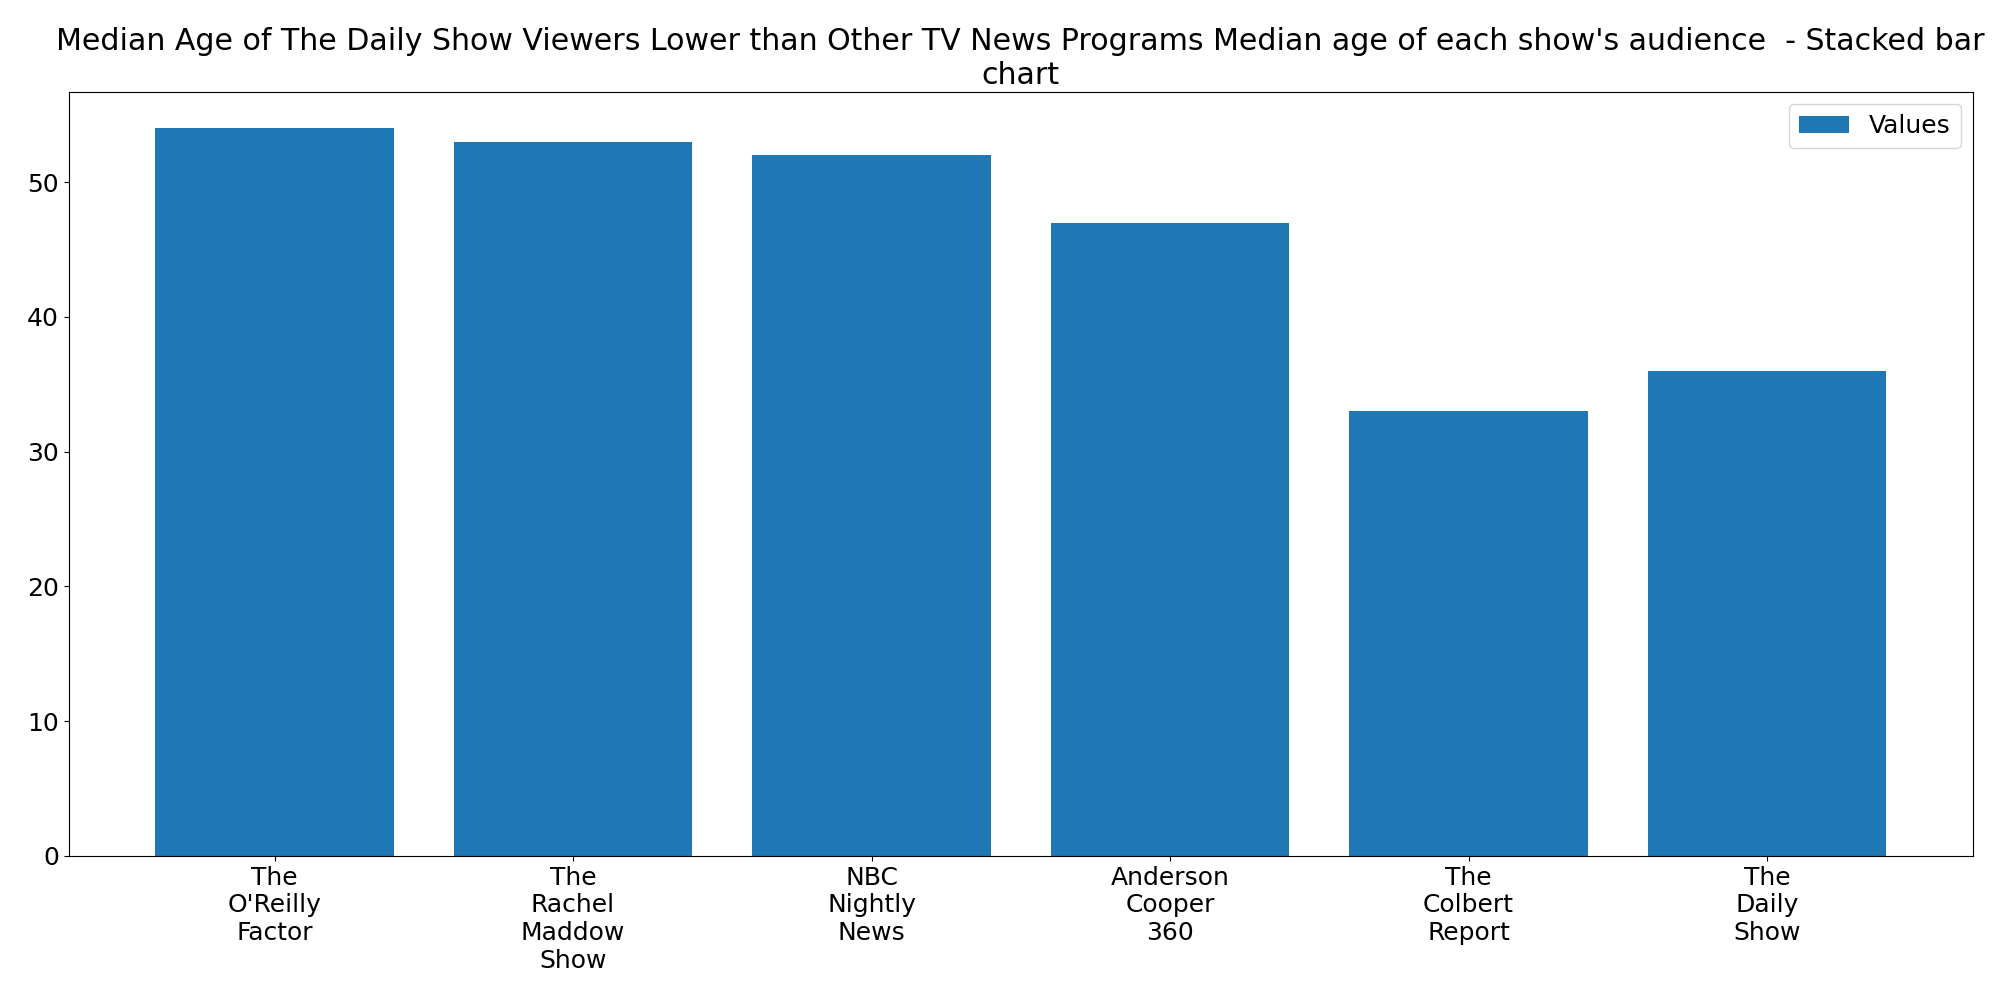 Median Age of The Daily Show Viewers Lower than Other TV News Programs Median age of each show's audience  - Stacked bar
chart
Values
50
40
30
20
10
0
The
O'Reilly
Factor
The
Rachel
Maddow
Show
NBC
Nightly
News
Anderson
Cooper
360
The
Colbert
Report
The
Daily
Show